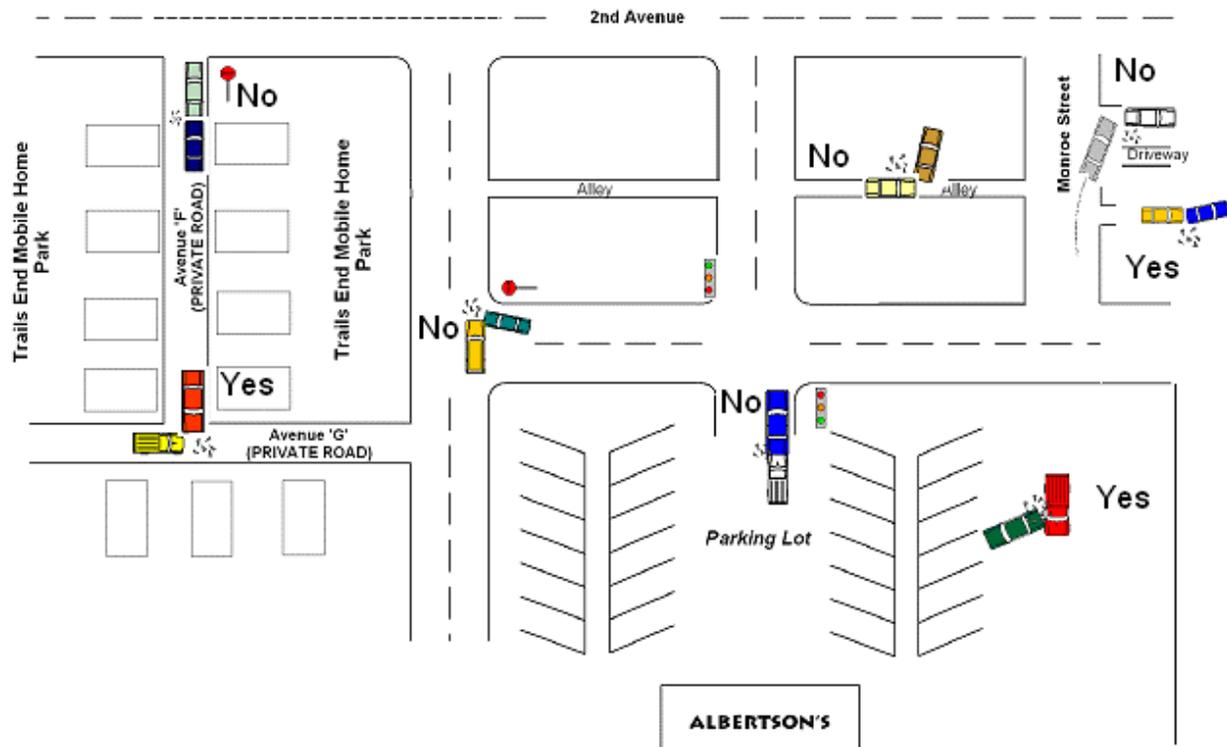 2nd Avenue
No
No
Trails End Mobile Home
Park
Avenue 'F'
(PRIVATE ROAD)
Trails End Mobile Home
Park
Alley
No
Alley
Monroe Street
Driveway
Yes
No
Yes
No
Avenue 'G'
(PRIVATE ROAD)
Parking Lot
Yes
ALBERTSON'S